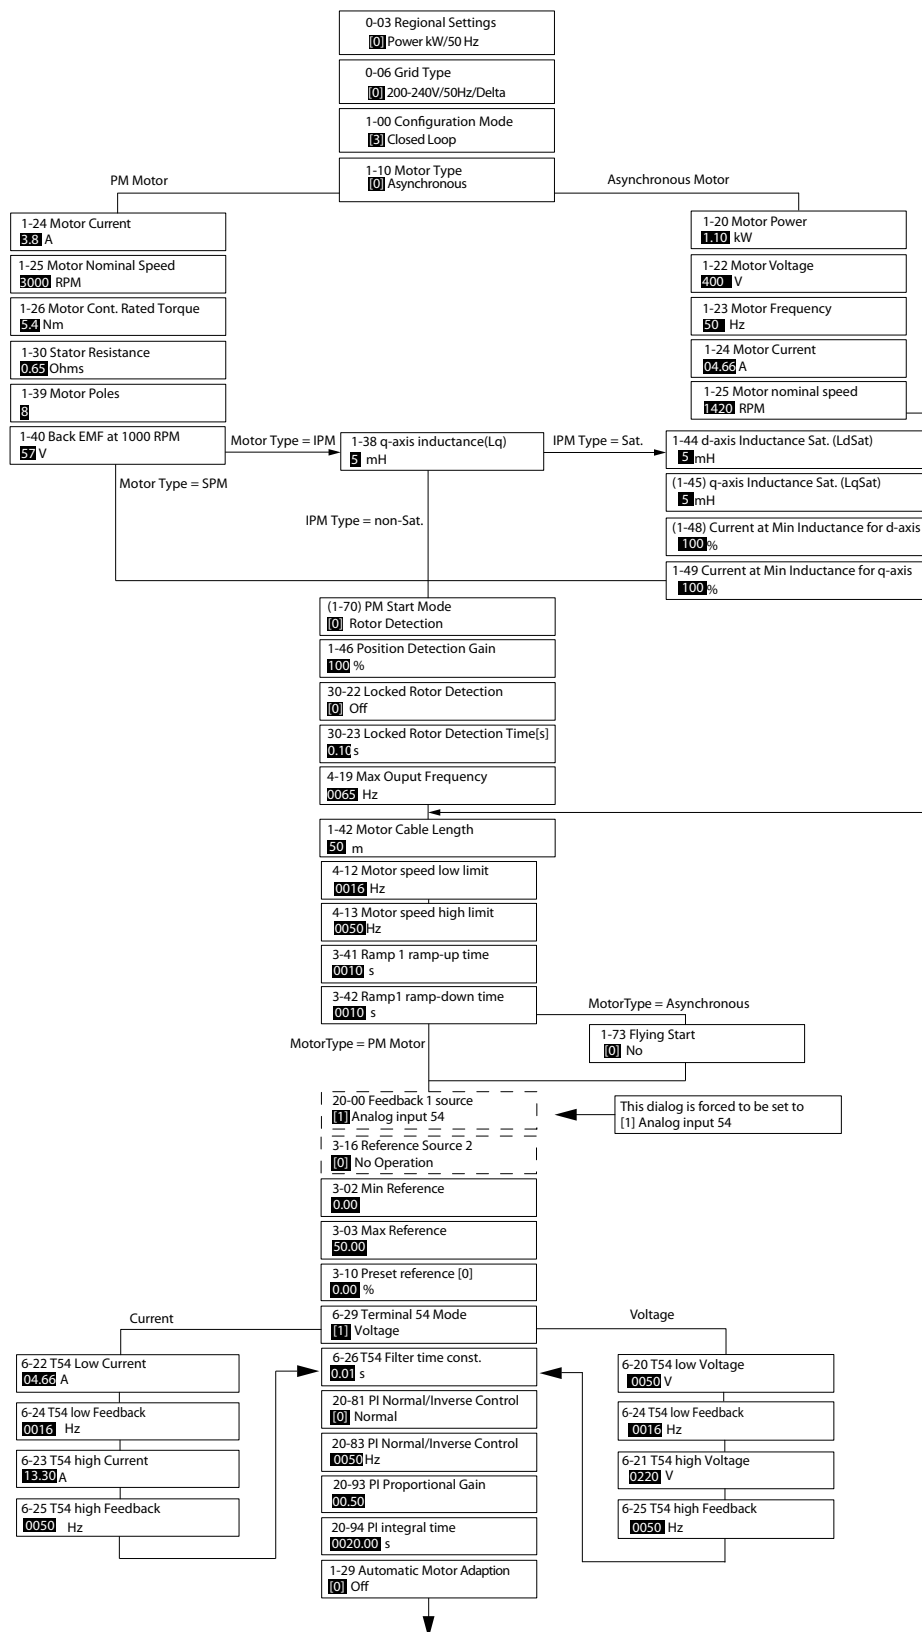 0-03 Regional Settings
[0] Power kW/50 Hz
0-06 Grid Type
[0] 200-240V/50Hz/Delta
1-00 Configuration Mode
[3] Closed Loop
1-10 Motor Type
[0] Asynchronous
PM Motor
Asynchronous Motor
1-24 Motor Current
3.8 A
1-25 Motor Nominal Speed
3000 RPM
1-26 Motor Cont. Rated Torque
5.4 Nm
1-30 Stator Resistance
0.65 Ohms
1-39 Motor Poles
8
1-40 Back EMF at 1000 RPM
57 V
1-20 Motor Power
1.10 kW
1-22 Motor Voltage
400 V
1-23 Motor Frequency
50 Hz
1-24 Motor Current
04.66 A
1-25 Motor nominal speed
1420 RPM
Motor Type = IPM
Motor Type = SPM
1-38 q-axis inductance(Lq)
5 mH
IPM Type = Sat.
IPM Type = non-Sat.
1-44 d-axis Inductance Sat. (LdSat)
5 mH
(1-45) q-axis Inductance Sat. (LqSat)
5 mH
(1-48) Current at Min Inductance for d-axis
100 %
1-49 Current at Min Inductance for q-axis
100 %
(1-70) PM Start Mode
[0] Rotor Detection
1-46 Position Detection Gain
100 %
30-22 Locked Rotor Detection
[0] Off
30-23 Locked Rotor Detection Time[s]
0.10 s
4-19 Max Ouput Frequency
0065 Hz
1-42 Motor Cable Length
50 m
4-12 Motor speed low limit
0016 Hz
4-13 Motor speed high limit
0050 Hz
3-41 Ramp 1 ramp-up time
0010 s
3-42 Ramp1 ramp-down time
0010 s
MotorType = Asynchronous
MotorType = PM Motor
1-73 Flying Start
[0] No
20-00 Feedback 1 source
[1] Analog input 54
This dialog is forced to be set to
[1] Analog input 54
3-16 Reference Source 2
[0] No Operation
3-02 Min Reference
0.00
3-03 Max Reference
50.00
3-10 Preset reference [0]
0.00 %
6-29 Terminal 54 Mode
[1] Voltage
Current
Voltage
6-22 T54 Low Current
04.66 A
6-24 T54 low Feedback
0016 Hz
6-23 T54 high Current
13.30 A
6-25 T54 high Feedback
0050 Hz
6-26 T54 Filter time const.
0.01 s
20-81 PI Normal/Inverse Control
[0] Normal
20-83 PI Normal/Inverse Control
0050 Hz
20-93 PI Proportional Gain
00.50
20-94 PI integral time
0020.00 s
1-29 Automatic Motor Adaption
[0] Off
6-20 T54 low Voltage
0050 V
6-24 T54 low Feedback
0016 Hz
6-21 T54 high Voltage
0220 V
6-25 T54 high Feedback
0050 Hz